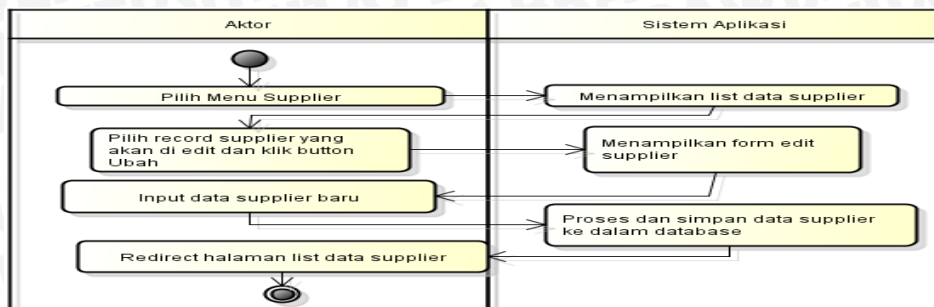 Aktor
Sistem Aplikasi
Pilih Menu Supplier
Menampilkan list data supplier
Pilih record supplier yang
akan di edit dan klik button
Ubah
Menampilkan form edit
supplier
Input data supplier baru
Proses dan simpan data supplier
ke dalam database
Redirect halaman list data supplier